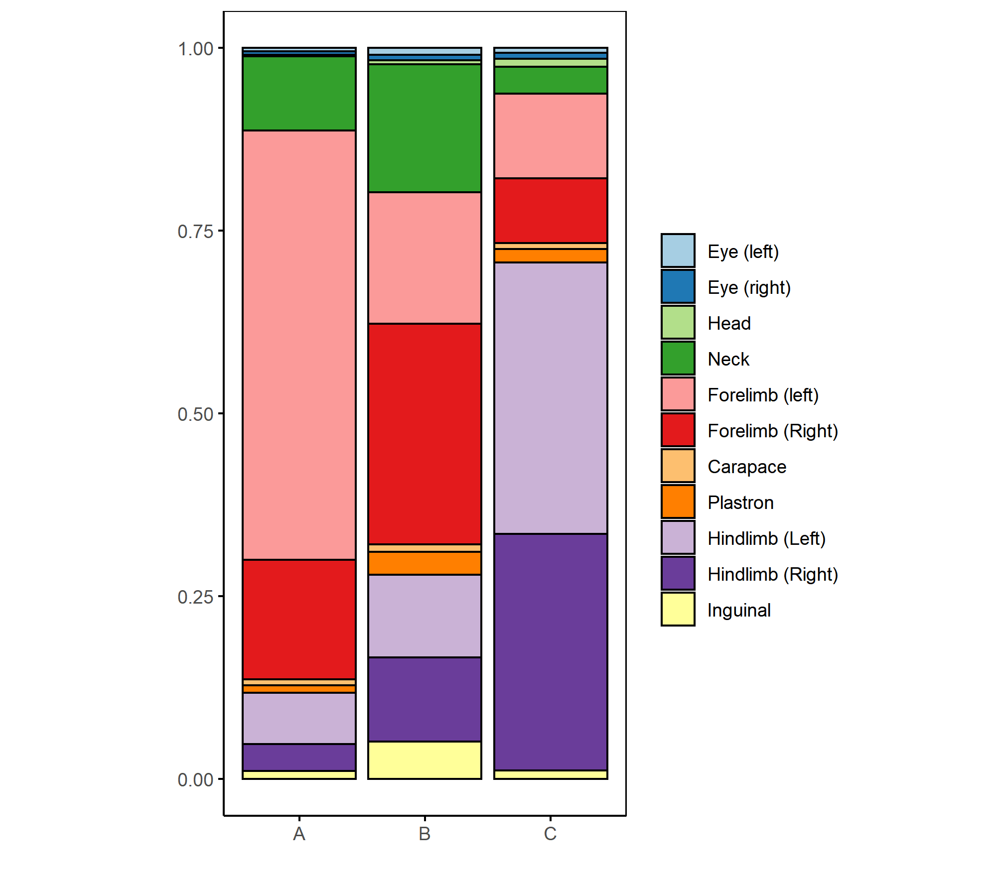 1.00
0.75
0.50
0.25
0.00
A
B
C
Eye (left)
Eye (right)
Head
Neck
Forelimb (left)
Forelimb (Right)
Carapace
Plastron
Hindlimb (Left)
Hindlimb (Right)
Inguinal